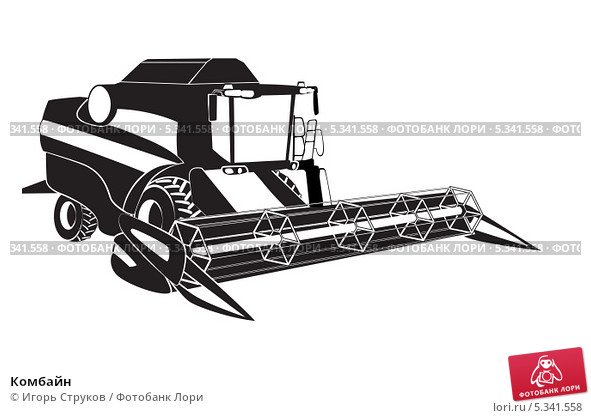 341.558 - ФОТОБАНК ЛОРИ - 5.341.558 - ФОТОБАНК ЛОРИ - 5.341.558 - ФОТОБАНК ЛОРИ - 5.341.558 - ФОТО
341.558 - ФОТОБАНК ЛОРИ - 5.341.558 - ФОТОБАНК ЛОРИ - 5.341.558 - ФОТОБАНК ЛОРИ - 5.341.558 - ФОТО
Комбайн
© Игорь Струков / Фотобанк Лори
ФОТОБАНК ЛОРИ
lori.ru / 5.341.558